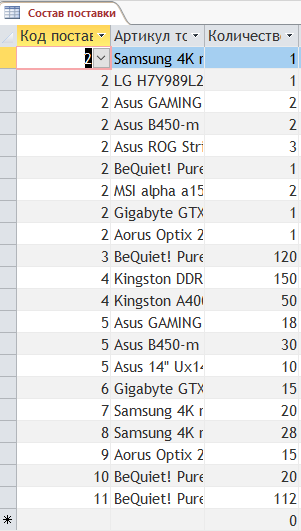 Состав поставки
Код постав Артикул то Количество
2 Samsung 4K r 1
2 LG H7Y989L2 1
2 Asus GAMING 2
2 Asus B450-m 2
2 Asus ROG Stri 3
2 BeQuiet! Pure 1
2 MSI alpha a15 2
2 Gigabyte GTX 1
2 Aorus Optix 2 1
3 BeQuiet! Pure 120
4 Kingston DDR 150
4 Kingston A400 50
5 Asus GAMING 18
5 Asus B450-m 30
5 Asus 14" Ux14 10
6 Gigabyte GTX 15
7 Samsung 4K r 20
8 Samsung 4K r 28
9 Aorus Optix 2 15
10 BeQuiet! Pure 20
11 BeQuiet! Pure 112
0